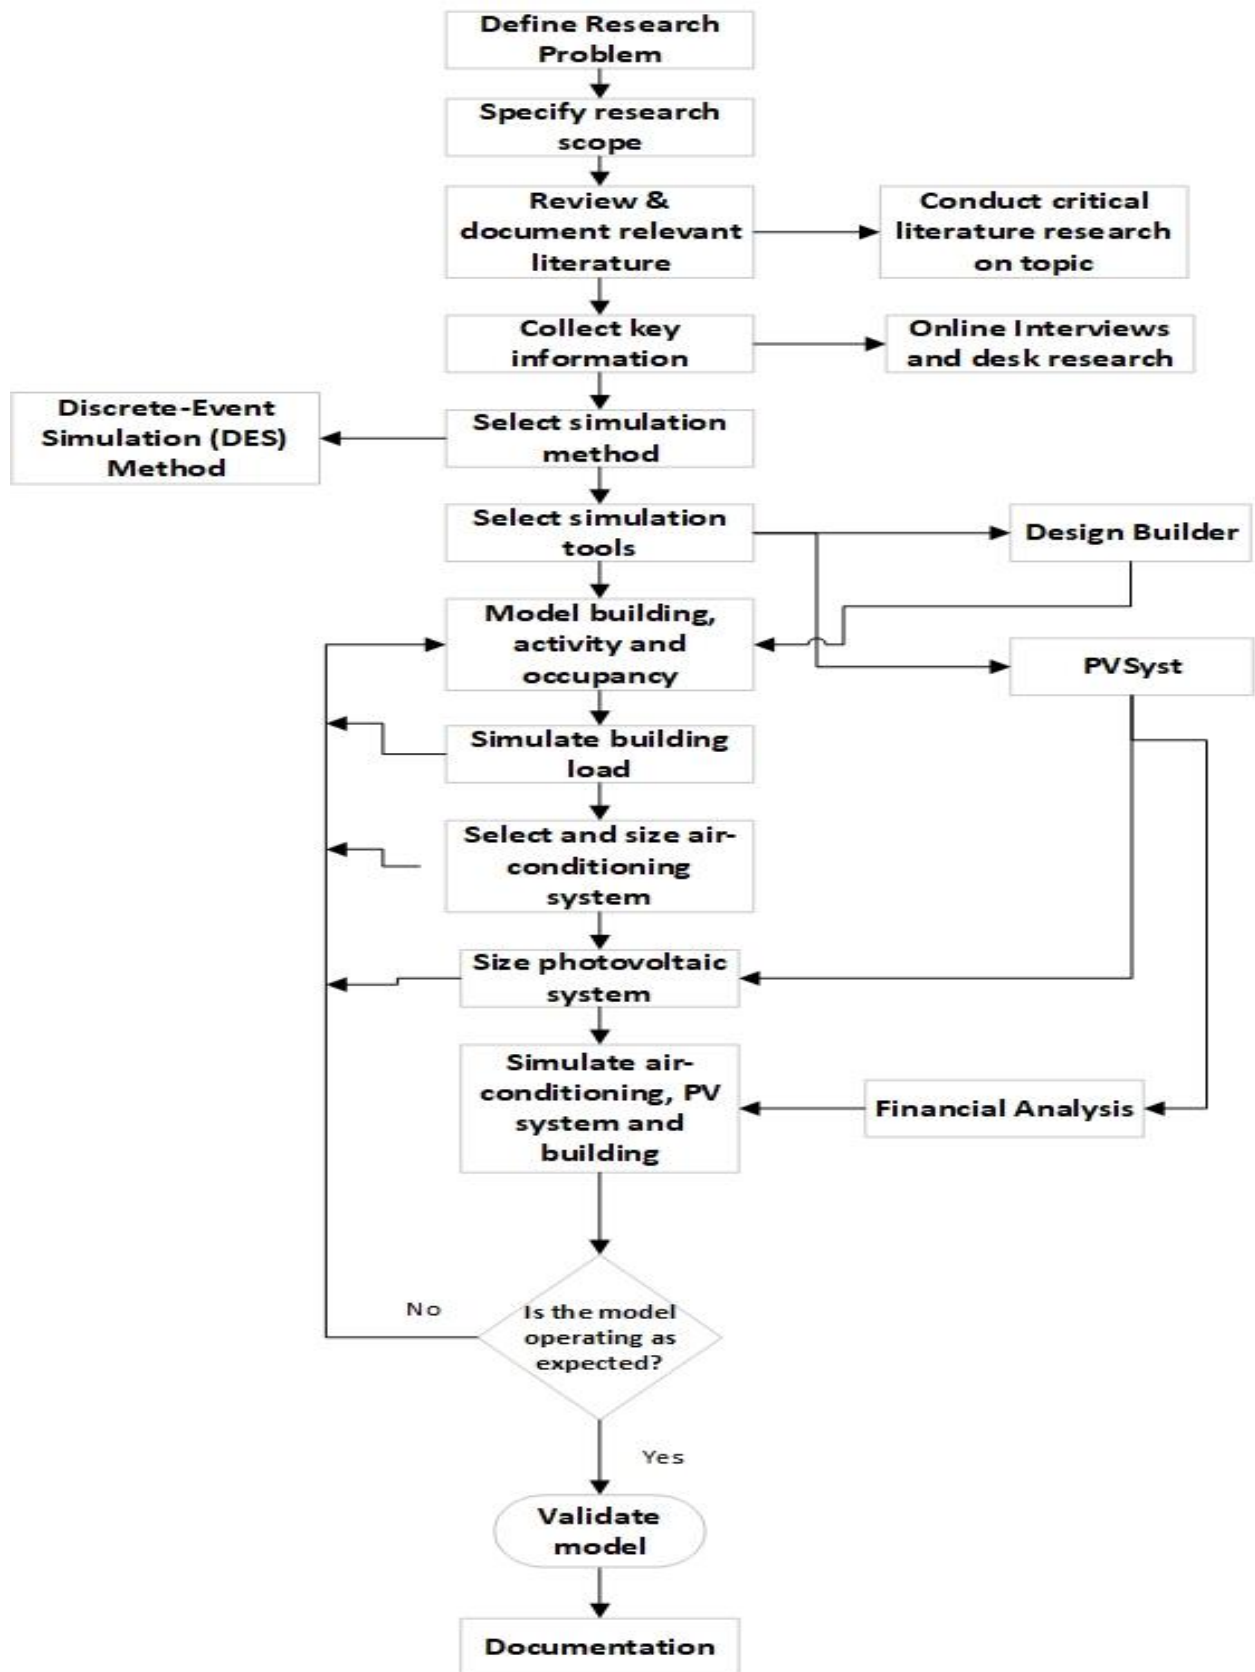 Define Research
Problem
Specify research
scope
Review &
document relevant
literature
Conduct critical
literature research
on topic
Collect key
information
Online Interviews
and desk research
Discrete-Event
Simulation (DES)
Method
Select simulation
method
Select simulation
tools
Design Builder
Model building,
activity and
occupancy
PVSyst
Simulate building
load
Select and size air-
conditioning
system
Size photovoltaic
system
Simulate air-
conditioning, PV
system and
building
Financial Analysis
No
Is the model
operating as
expected?
Yes
Validate
model
Documentation